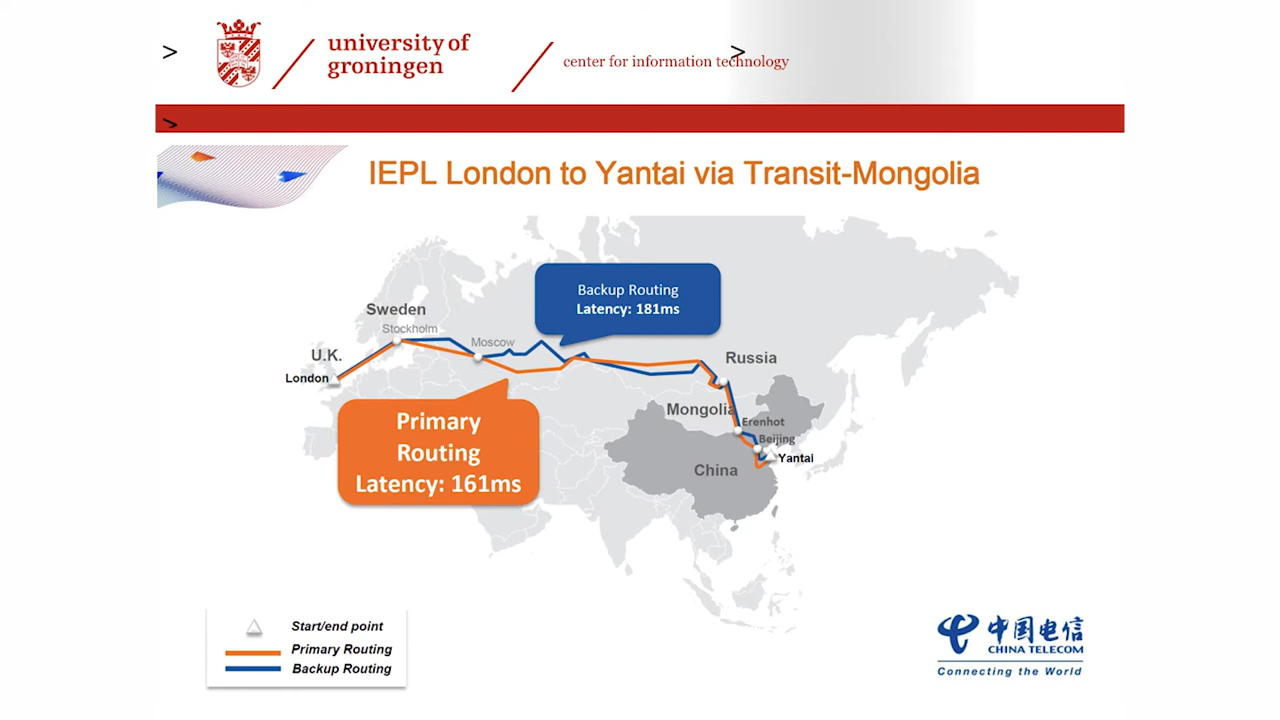 >
university of
groningen
center for information technology
>
>
IEPL London to Yantai via Transit-Mongolia
Backup Routing
Latency: 181ms
Sweden
Stockholm
Moscow
U.K.
London
Russia
Primary
Routing
Latency: 161ms
Mongolia
Erenhot
Beijing
Yantai
China
Start/end point
Primary Routing
Backup Routing
中国电信
CHINA TELECOM
Connecting the World